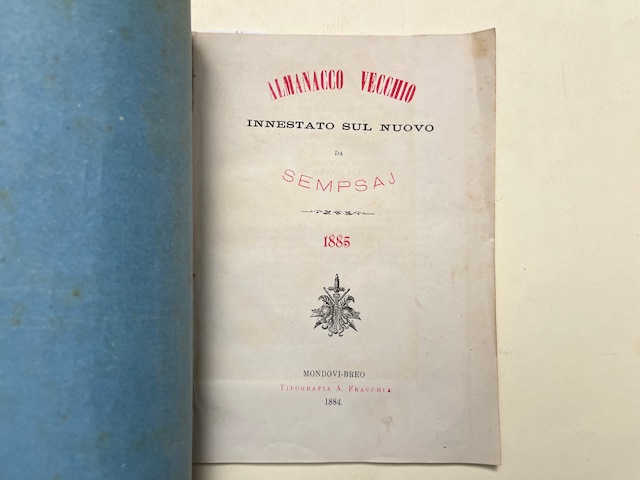 ALMANACCO VECCHIO
INNESTATO SUL NUOVO
DA
SEMPSAJ
1885
MONDOVI-BREO
TIPOGRAFIA A. FRACCHIA
1884.